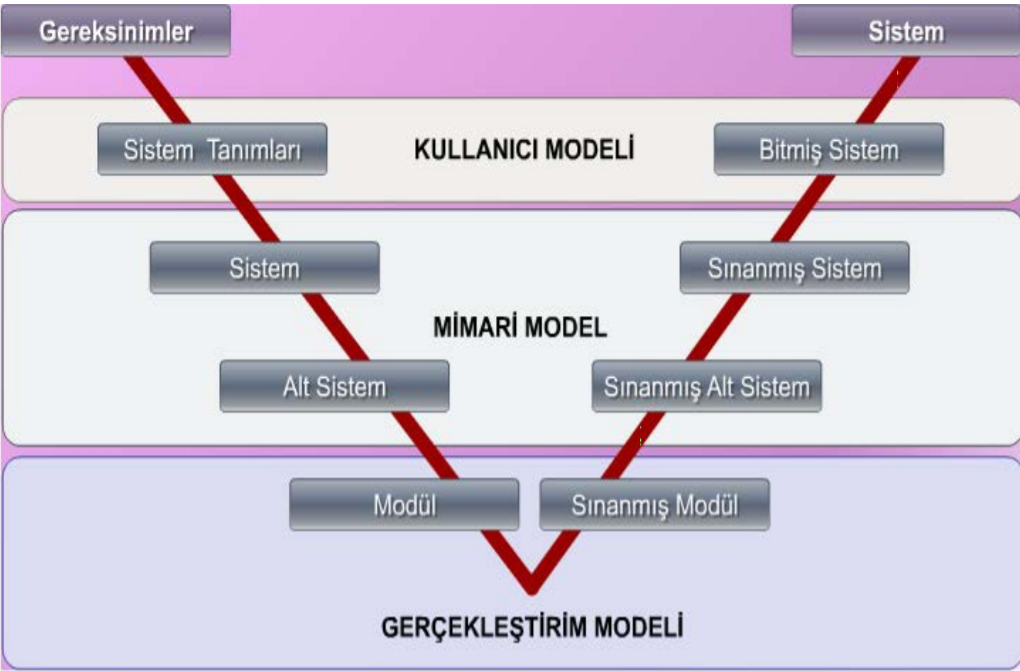 Gereksinimler
Sistem
Sistem Tanımları
KULLANICI MODELİ
Bitmiş Sistem
Sistem
Sınanmış Sistem
MİMARİ MODEL
Alt Sistem
Sınanmış Alt Sistem
Modül
Sınanmış Modül
GERÇEKLEŞTİRİM MODELİ